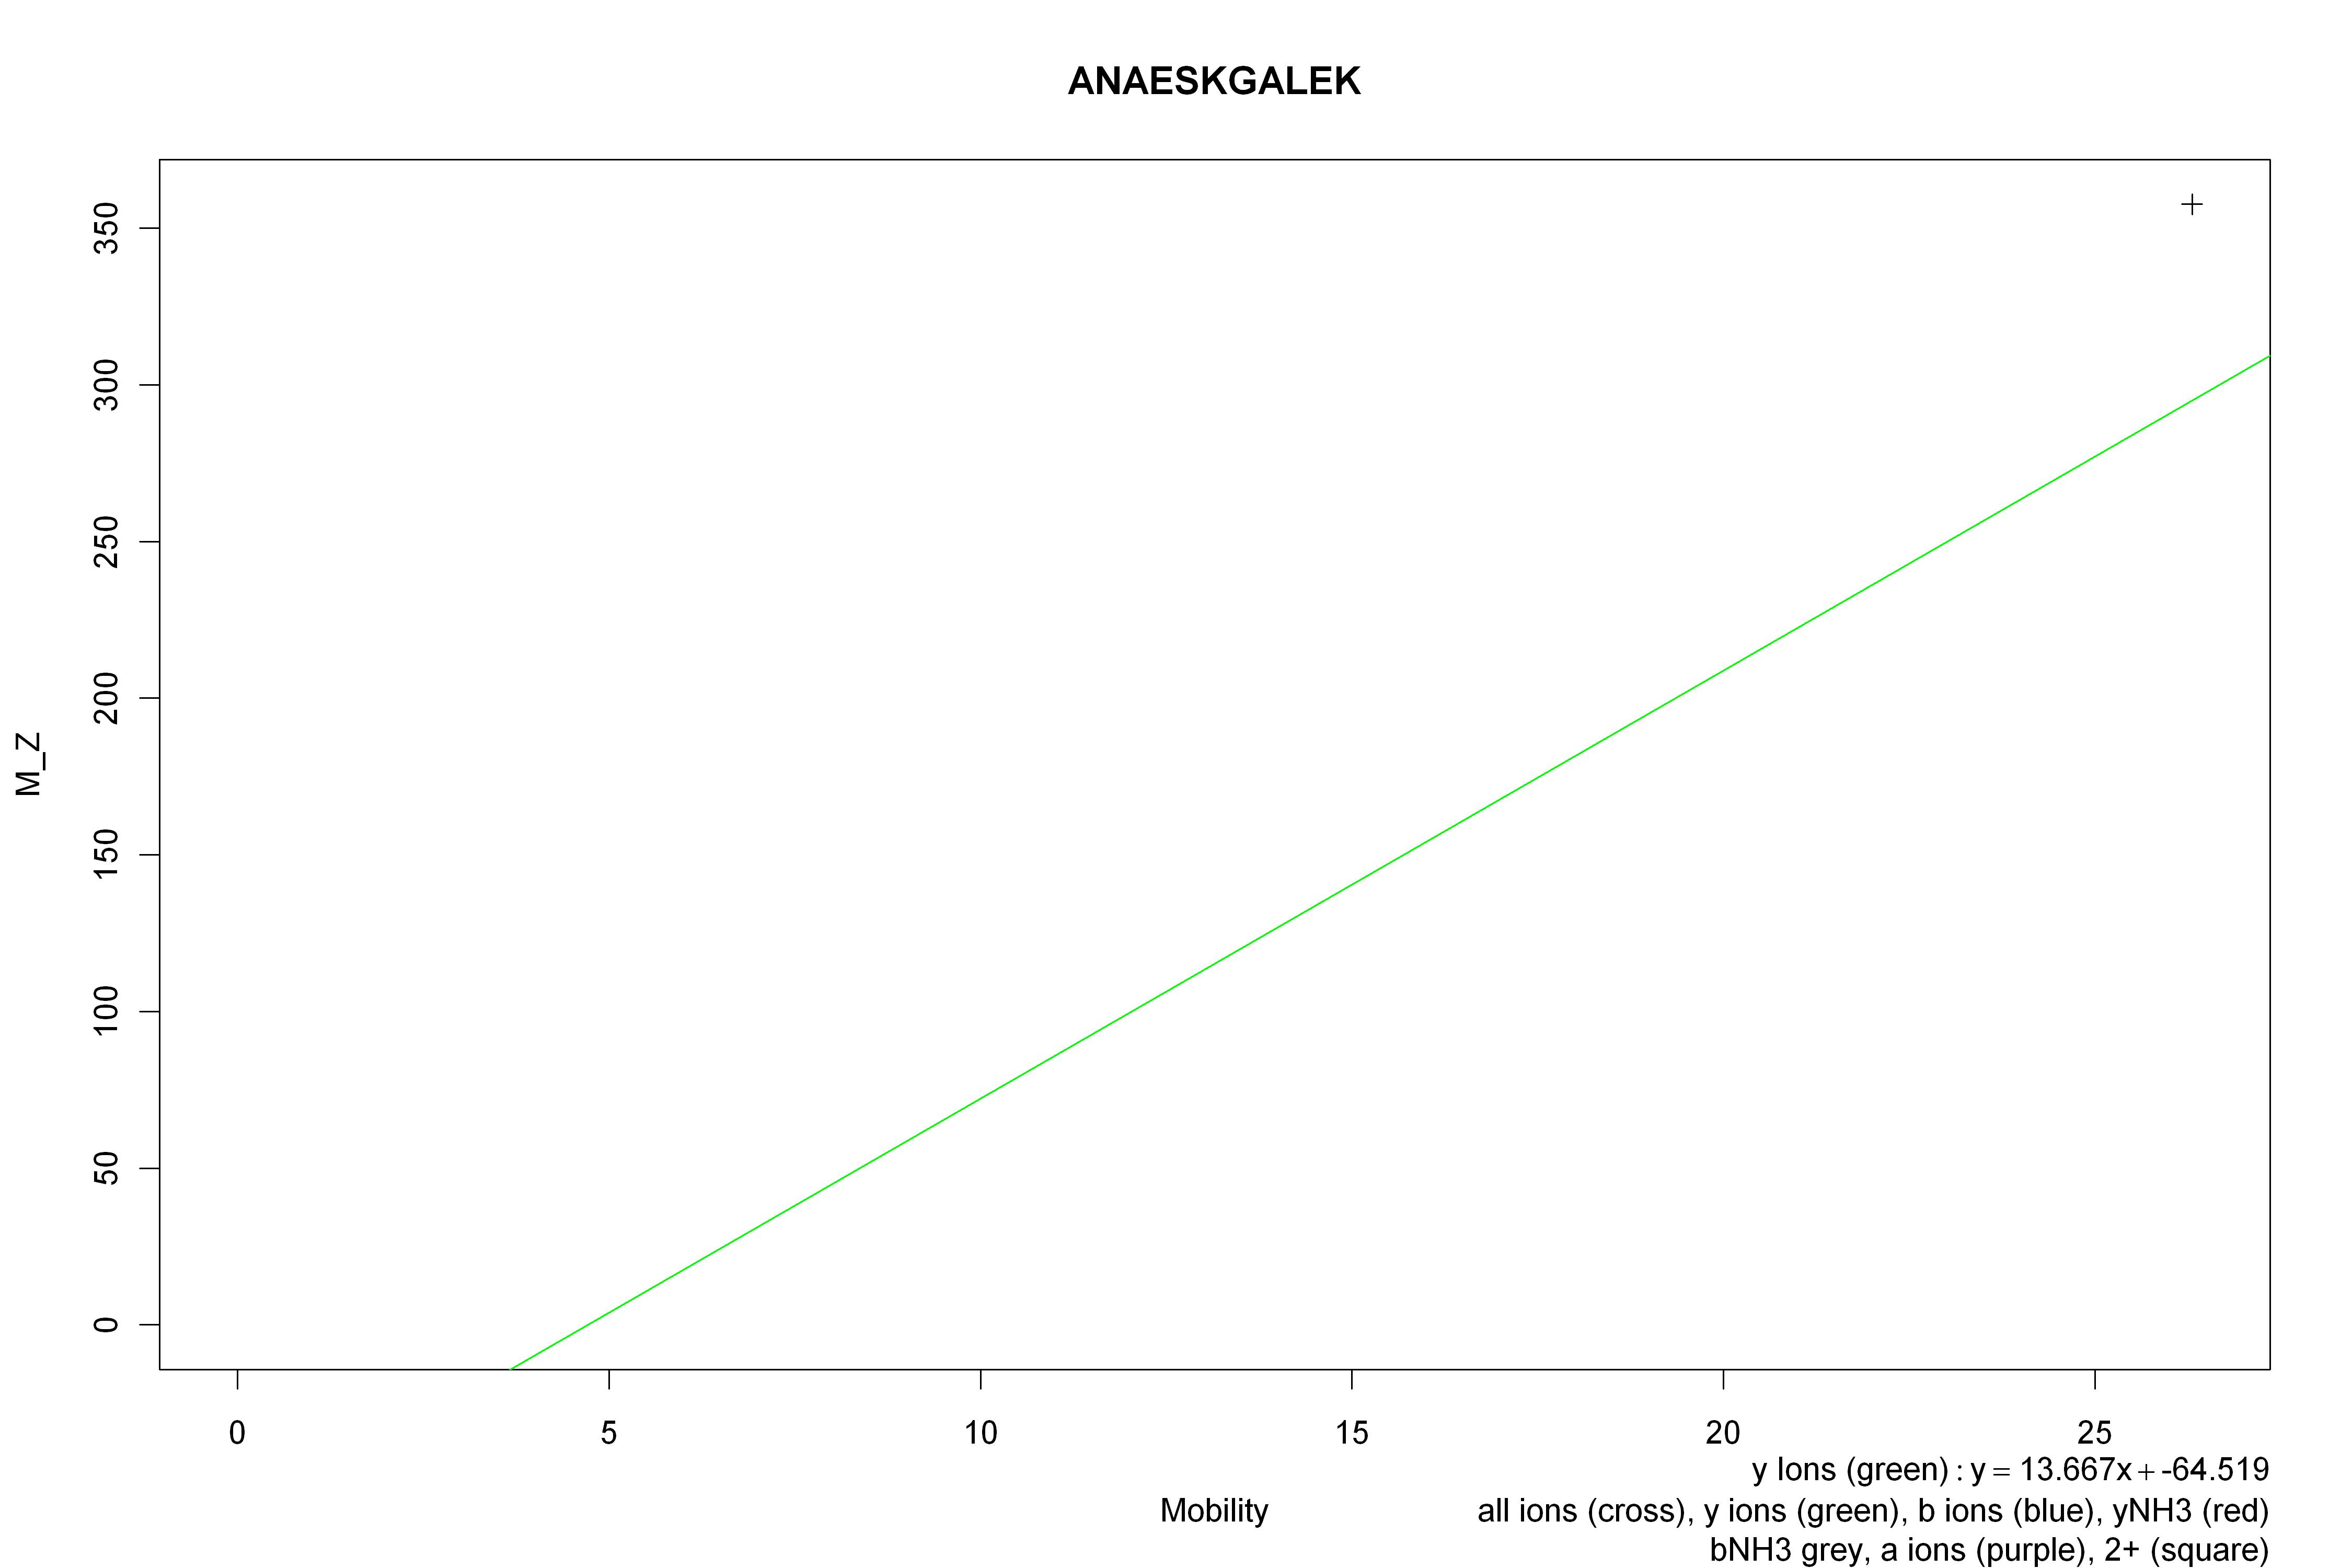 ANAESKGALEK
350
300
250
200
150
100
50
0
M_Z
0 5 10 15 20 25
y Ions (green) : y = 13.667x + -64.519
Mobility
all ions (cross), y ions (green), b ions (blue), yNH3 (red)
bNH3 grey, a ions (purple), 2+ (square)